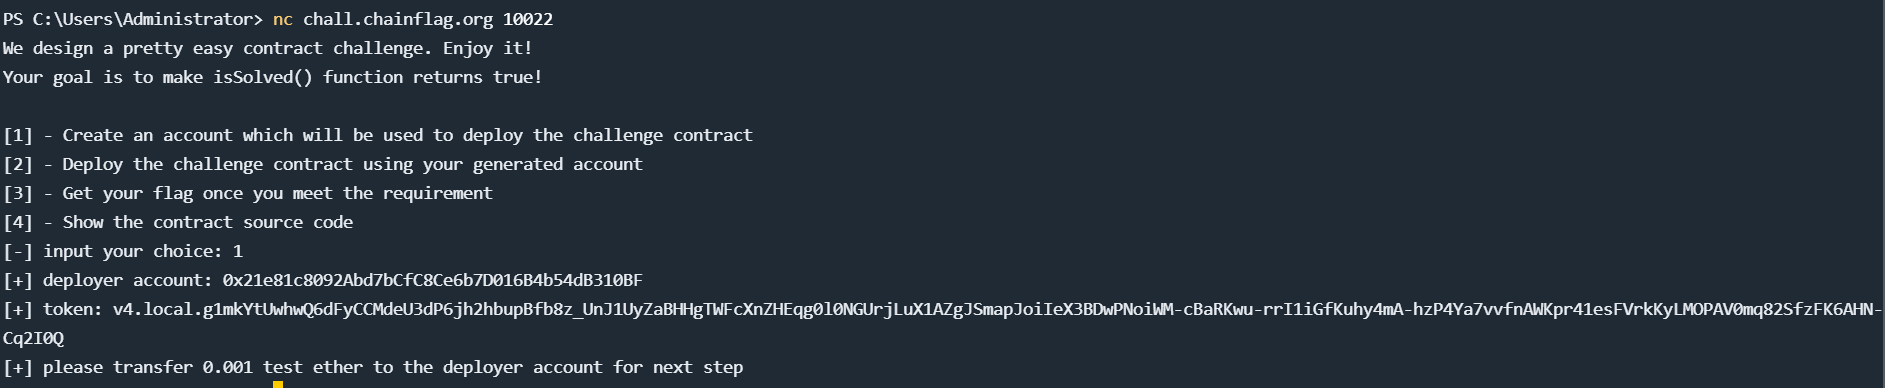 PS C:\Users\Administrator> nc chall.chainflag.org 10022
We design a pretty easy contract challenge. Enjoy it!
Your goal is to make isSolved() function returns true!
[1] - Create an account which will be used to deploy the challenge contract
[2] - Deploy the challenge contract using your generated account
[3] - Get your flag once you meet the requirement
[4] - Show the contract source code
[-] input your choice: 1
[+] deployer account: 0x21e81c8092Abd7bCfC8Ce6b7D016B4b54dB310BF
[+] token: v4.local.g1mkYtUwhwQ6dFyCCMdeU3dP6jh2hbupBfb8z_UnJ1UyZaBHHgTWFcXnZHEqg0l0NGUrjLuX1AZgJSmapJoiIeX3BDwPNoiWM-cBaRKwu-rrI1iGfKuhy4mA-hzP4Ya7vvfnAWKpr41esFVrkKyLMOPAV0mq82SfzFK6AHN-
Cq2I0Q
[+] please transfer 0.001 test ether to the deployer account for next step